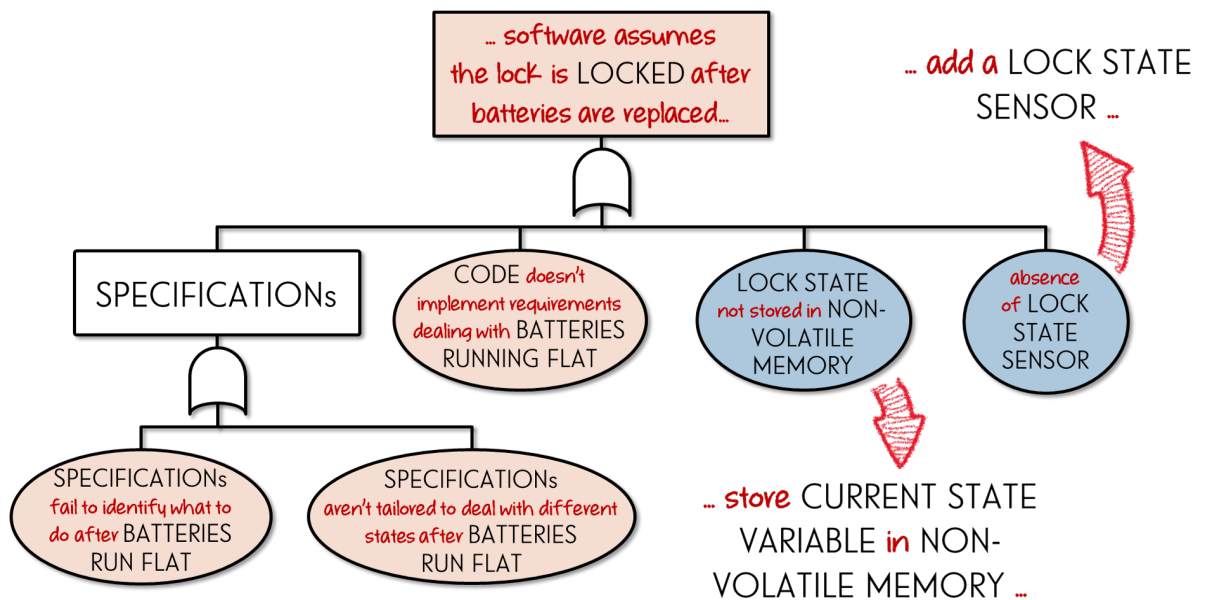 ... software assumes
the lock is LOCKED after
batteries are replaced...
... add a LOCK STATE
SENSOR ...
SPECIFICATIONs
CODE doesn't
implement requirements
dealing with BATTERIES
RUNNING FLAT
LOCK STATE
not stored in NON-
VOLATILE
MEMORY
absence
of LOCK
STATE
SENSOR
SPECIFICATIONs
fail to identify what to
do after BATTERIES
RUN FLAT
SPECIFICATIONs
aren't tailored to deal with different
states after BATTERIES
RUN FLAT
... store CURRENT STATE
VARIABLE in NON-
VOLATILE MEMORY ...